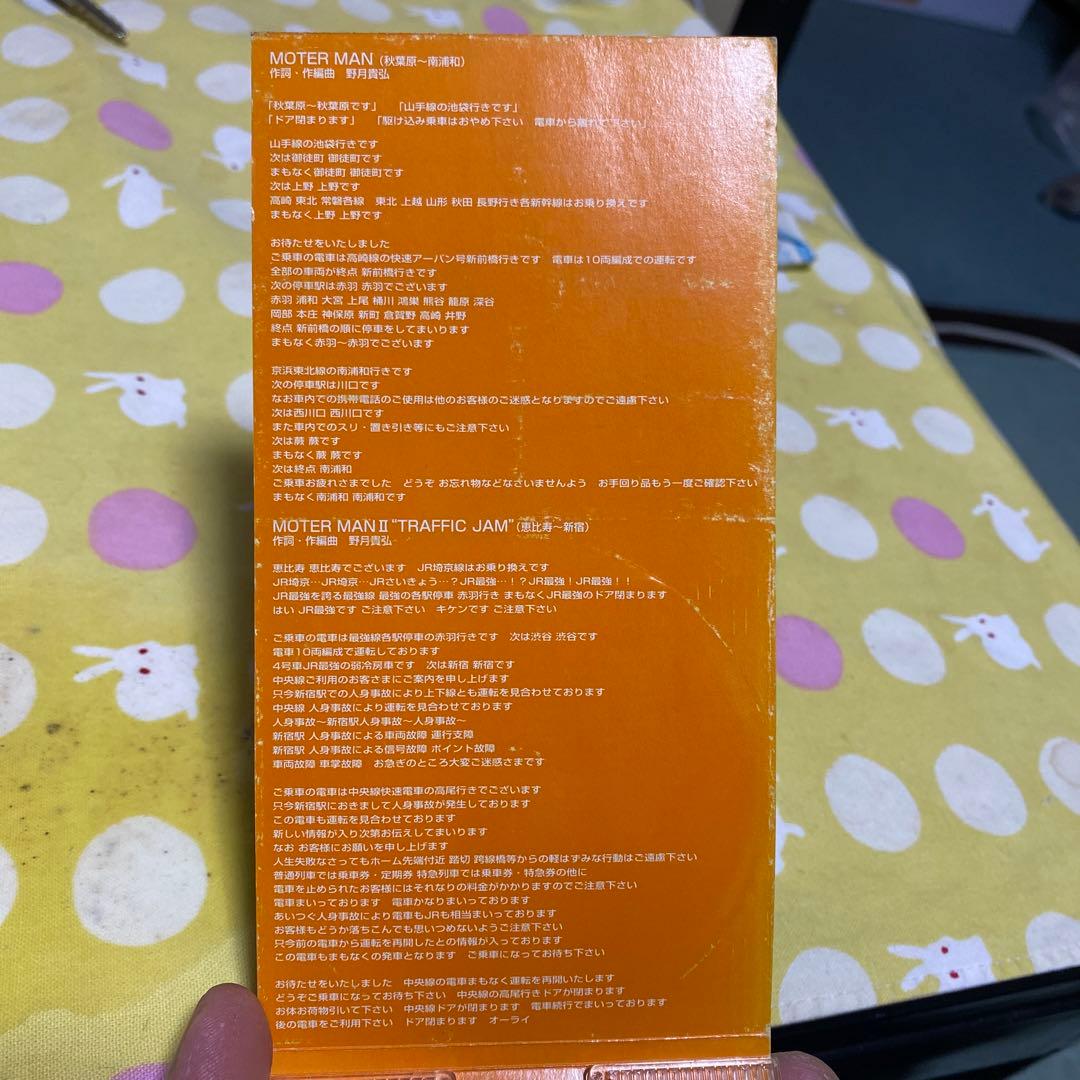 MOTER MAN（秋葉原〜南浦和）
作詞・作編曲　野月貴弘
「秋葉原〜秋葉原です」　「山手線の池袋行きです」
「ドア閉まります」　「駆け込み乗車はおやめ下さい　電車から離れて下さい」
山手線の池袋行きです
次は御徒町 御徒町です
まもなく御徒町 御徒町です
次は上野 上野です
高崎 東北 常磐各線　東北 上越 山形 秋田 長野行き各新幹線はお乗り換えです
まもなく上野 上野です
お待たせをいたしました
ご乗車の電車は高崎線の快速アーバン号新前橋行きです　電車は10両編成での運転です
全部の車両が終点 新前橋行きです
次の停車駅は赤羽 赤羽でございます
赤羽 浦和 大宮 上尾 桶川 鴻巣 熊谷 籠原 深谷
岡部 本庄 神保原 新町 倉賀野 高崎 井野
終点 新前橋の順に停車をしてまいります
まもなく赤羽〜赤羽でございます
京浜東北線の南浦和行きです
次の停車駅は川口です
なお車内での携帯電話のご使用は他のお客様のご迷惑となりますのでご遠慮下さい
次は西川口 西川口です
また車内でのスリ・置き引き等にもご注意下さい
次は蕨 蕨です
まもなく蕨 蕨です
次は終点 南浦和
ご乗車お疲れさまでした　どうぞ お忘れ物などなさいませんよう　お手回り品もう一度ご確認下さい
まもなく南浦和 南浦和です
MOTER MANⅡ“TRAFFIC JAM”（恵比寿〜新宿）
作詞・作編曲　野月貴弘
恵比寿 恵比寿でございます　JR埼京線はお乗り換えです
JR埼京…JR埼京…JRさいきょう…？JR最強…！？JR最強！JR最強！！
JR最強を誇る最強線 最強の各駅停車 赤羽行き まもなくJR最強のドア閉まります
はい JR最強です ご注意下さい　キケンです ご注意下さい
ご乗車の電車は最強線各駅停車の赤羽行きです　次は渋谷 渋谷です
電車10両編成で運転しております
4号車JR最強の弱冷房車です　次は新宿 新宿です
中央線ご利用のお客さまにご案内を申し上げます
只今新宿駅での人身事故により上下線とも運転を見合わせております
中央線 人身事故により運転を見合わせております
人身事故〜新宿駅人身事故〜人身事故〜
新宿駅 人身事故による車両故障 運行支障
新宿駅 人身事故による信号故障 ポイント故障
車両故障 車掌故障　お急ぎのところ大変ご迷惑さまです
ご乗車の電車は中央線快速電車の高尾行きでございます
只今新宿駅におきまして人身事故が発生しております
この電車も運転を見合わせております
新しい情報が入り次第お伝えしてまいります
なお お客様にお願いを申し上げます
人生失敗なさってもホーム先端付近 踏切 跨線橋等からの軽はずみな行動はご遠慮下さい
普通列車では乗車券・定期券 特急列車では乗車券・特急券の他に
電車を止められたお客様にはそれなりの料金がかかりますのでご注意下さい
電車まいっております　電車かなりまいっております
あいつぐ人身事故により電車もJRも相当まいっております
お客様もどうか落ちこんでも思いつめないようご注意下さい
只今前の電車から運転を再開したとの情報が入っております
この電車もまもなくの発車となります　ご乗車になってお待ち下さい
お待たせいたしました　中央線の電車まもなく運転を再開いたします
どうぞご乗車になってお待ち下さい　中央線の高尾行きドアが閉まります
お体お荷物引いて下さい　中央線ドアが閉まります　電車続行でまいっております
後の電車をご利用下さい　ドア閉まります　オーライ